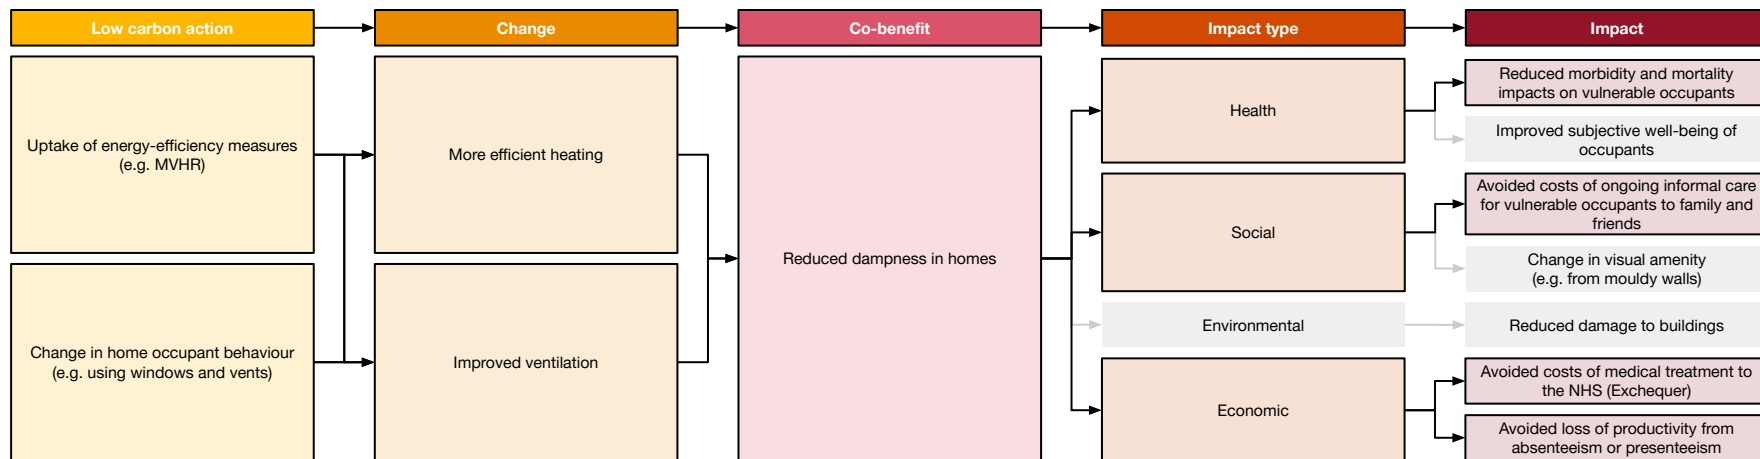 Low carbon action
Change
Co-benefit
Impact type
Impact
Uptake of energy-efficiency measures
(e.g. MVHR)
Change in home occupant behaviour
(e.g. using windows and vents)
More efficient heating
Improved ventilation
Reduced dampness in homes
Health
Social
Environmental
Economic
Reduced morbidity and mortality
impacts on vulnerable occupants
Improved subjective well-being of
occupants
Avoided costs of ongoing informal care
for vulnerable occupants to family and
friends
Change in visual amenity
(e.g. from mouldy walls)
Reduced damage to buildings
Avoided costs of medical treatment to
the NHS (Exchequer)
Avoided loss of productivity from
absenteeism or presenteeism